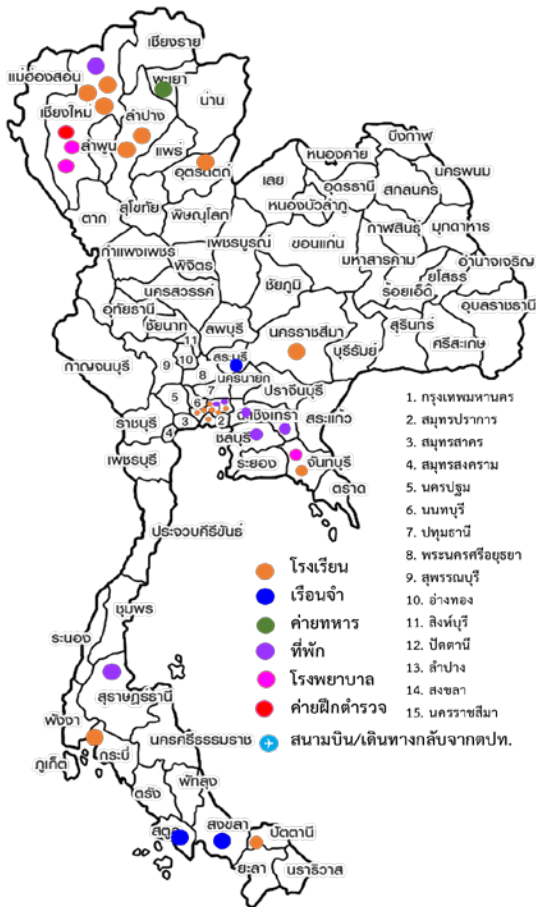 เชียงราย
แม่ฮ่องสอน
พะเยา
น่าน
เชียงใหม่
ลำปาง
ลำพูน
แพร่
อุตรดิตถ์
บึงกาฬ
หนองคาย
เลย
อุดรธานี
สกลนคร
นครพนม
ตาก
สุโขทัย
พิษณุโลก
หนองบัวลำภู
กาฬสินธุ์
มุกดาหาร
กำแพงเพชร
เพชรบูรณ์
ขอนแก่น
มหาสารคาม
อำนาจเจริญ
พิจิตร
ยโสธร
ร้อยเอ็ด
นครสวรรค์
ชัยภูมิ
อุบลราชธานี
อุทัยธานี
ชัยนาท
ลพบุรี
นครราชสีมา
บุรีรัมย์
สุรินทร์
ศรีสะเกษ
11
10
สระบุรี
9
8
นครนายก
กาญจนบุรี
7
ปราจีนบุรี
5
6
ฉะเชิงเทรา
สระแก้ว
ราชบุรี
3
2
ชลบุรี
4
เพชรบุรี
ระยอง
จันทบุรี
ตราด
ประจวบคีรีขันธ์
ชุมพร
ระนอง
สุราษฎร์ธานี
พังงา
นครศรีธรรมราช
ภูเก็ต
กระบี่
ตรัง
พัทลุง
สตูล
สงขลา
ปัตตานี
ยะลา
นราธิวาส
1. กรุงเทพมหานคร
2. สมุทรปราการ
3. สมุทรสาคร
4. สมุทรสงคราม
5. นครปฐม
6. นนทบุรี
7. ปทุมธานี
8. พระนครศรีอยุธยา
9. สุพรรณบุรี
10. อ่างทอง
11. สิงห์บุรี
12. ปัตตานี
13. ลำปาง
14. สงขลา
15. นครราชสีมา
โรงเรียน
เรือนจำ
ค่ายทหาร
ที่พัก
โรงพยาบาล
ค่ายฝึกตำรวจ
สนามบิน/เดินทางกลับจากตปท.